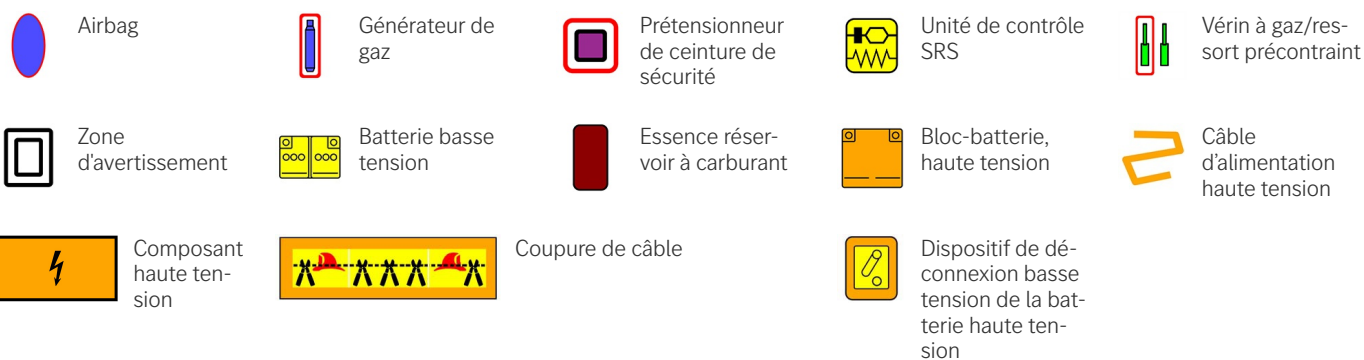 Airbag
Générateur de
gaz
Prétensionneur
de ceinture de
sécurité
Unité de contrôle
SRS
Vérin à gaz/res-
sort précontraint
Zone
d'avertissement
Batterie basse
tension
Essence réser-
voir à carburant
Bloc-batterie,
haute tension
Câble
d’alimentation
haute tension
Composant
haute ten-
sion
Coupure de câble
Dispositif de dé-
connexion basse
tension de la bat-
terie haute ten-
sion